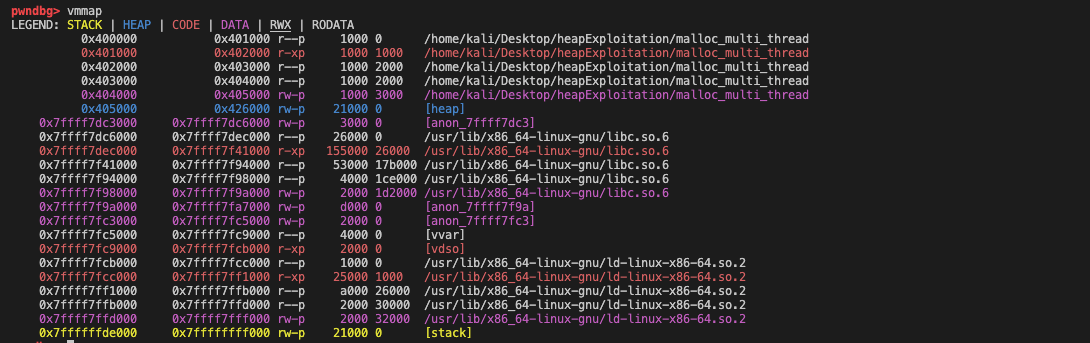 pwndbg> vmmap
LEGEND: STACK | HEAP | CODE | DATA | RWX | RODATA
0x400000 0x401000 r--p 1000 0 /home/kali/Desktop/heapExploitation/malloc_multi_thread
0x401000 0x402000 r-xp 1000 1000 /home/kali/Desktop/heapExploitation/malloc_multi_thread
0x402000 0x403000 r--p 1000 2000 /home/kali/Desktop/heapExploitation/malloc_multi_thread
0x403000 0x404000 r--p 1000 2000 /home/kali/Desktop/heapExploitation/malloc_multi_thread
0x404000 0x405000 rw-p 1000 3000 /home/kali/Desktop/heapExploitation/malloc_multi_thread
0x405000 0x426000 rw-p 21000 0 [heap]
0x7ffff7dc3000 0x7ffff7dc6000 rw-p 3000 0 [anon_7ffff7dc3]
0x7ffff7dc6000 0x7ffff7dec000 r--p 26000 0 /usr/lib/x86_64-linux-gnu/libc.so.6
0x7ffff7dec000 0x7ffff7f41000 r-xp 155000 26000 /usr/lib/x86_64-linux-gnu/libc.so.6
0x7ffff7f41000 0x7ffff7f94000 r--p 53000 17b000 /usr/lib/x86_64-linux-gnu/libc.so.6
0x7ffff7f94000 0x7ffff7f98000 r--p 4000 1ce000 /usr/lib/x86_64-linux-gnu/libc.so.6
0x7ffff7f98000 0x7ffff7f9a000 rw-p 2000 1d2000 /usr/lib/x86_64-linux-gnu/libc.so.6
0x7ffff7f9a000 0x7ffff7fa7000 rw-p d000 0 [anon_7ffff7f9a]
0x7ffff7fc3000 0x7ffff7fc5000 rw-p 2000 0 [anon_7ffff7fc3]
0x7ffff7fc5000 0x7ffff7fc9000 r--p 4000 0 [vvar]
0x7ffff7fc9000 0x7ffff7fcb000 r-xp 2000 0 [vdso]
0x7ffff7fcb000 0x7ffff7fcc000 r--p 1000 0 /usr/lib/x86_64-linux-gnu/ld-linux-x86-64.so.2
0x7ffff7fcc000 0x7ffff7ff1000 r-xp 25000 1000 /usr/lib/x86_64-linux-gnu/ld-linux-x86-64.so.2
0x7ffff7ff1000 0x7ffff7ffb000 r--p a000 26000 /usr/lib/x86_64-linux-gnu/ld-linux-x86-64.so.2
0x7ffff7ffb000 0x7ffff7ffd000 r--p 2000 30000 /usr/lib/x86_64-linux-gnu/ld-linux-x86-64.so.2
0x7ffff7ffd000 0x7ffff7fff000 rw-p 2000 32000 /usr/lib/x86_64-linux-gnu/ld-linux-x86-64.so.2
0x7ffffffde000 0x7ffffffff000 rw-p 21000 0 [stack]